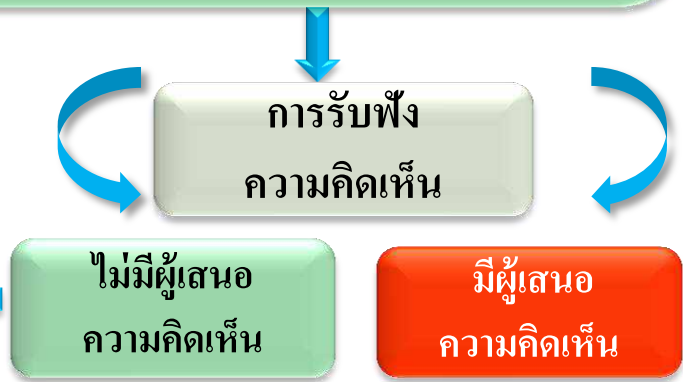 การรับฟัง
ความคิดเห็น
ไม่มีผู้เสนอ
ความคิดเห็น
มีผู้เสนอ
ความคิดเห็น